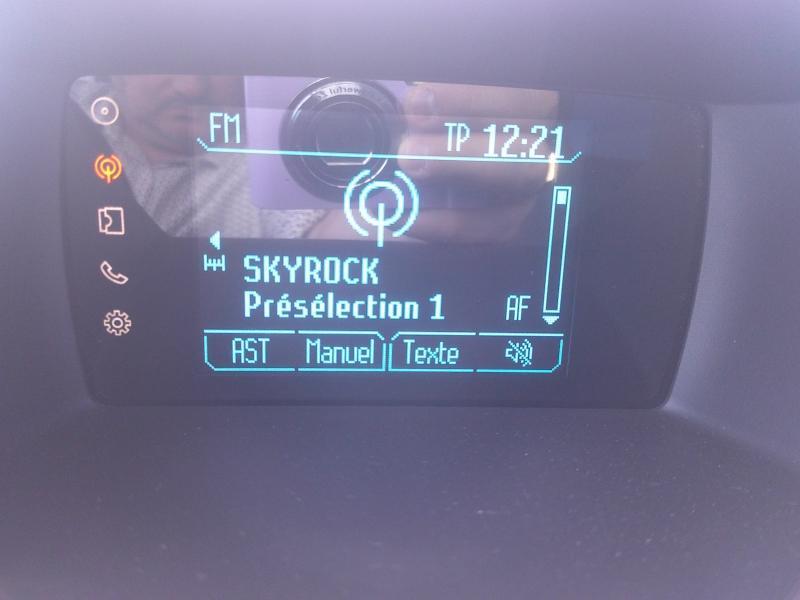 FM TP 12:21
SKYROCK
Présélection 1 AF
AST Manuel Texte